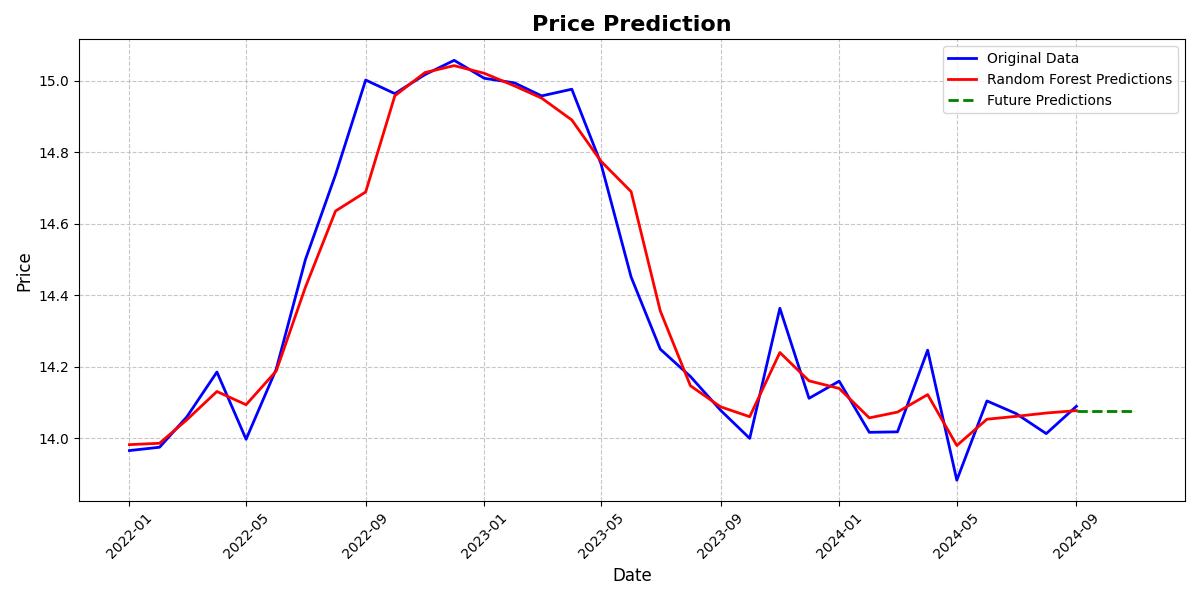 Price Prediction
Original Data
Random Forest Predictions
Future Predictions
Price
15.0
14.8
14.6
14.4
14.2
14.0
2022-01
2022-05
2022-09
2023-01
2023-05
2023-09
2024-01
2024-05
2024-09
Date